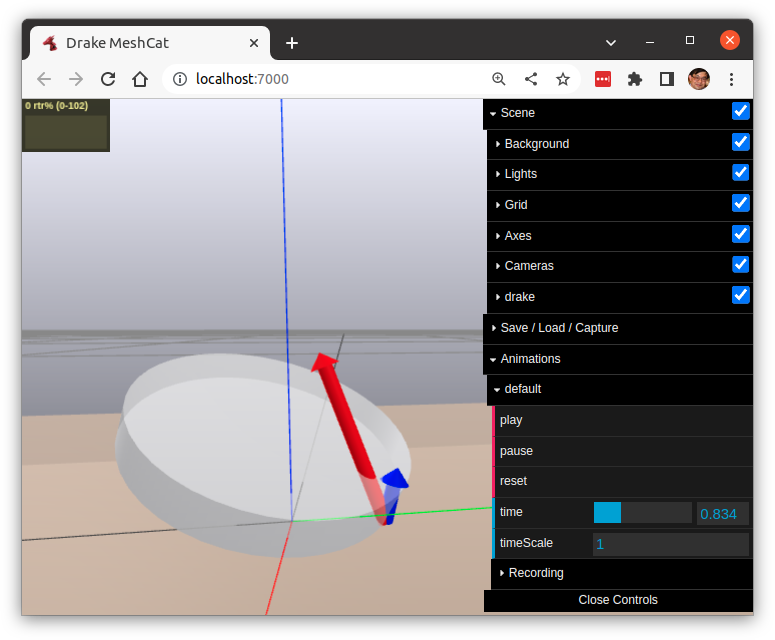 Drake MeshCat
localhost:7000
0 rtr% (0-102)
Scene
Background
Lights
Grid
Axes
Cameras
drake
Save / Load / Capture
Animations
default
play
pause
reset
time 0.834
timeScale 1
Recording
Close Controls